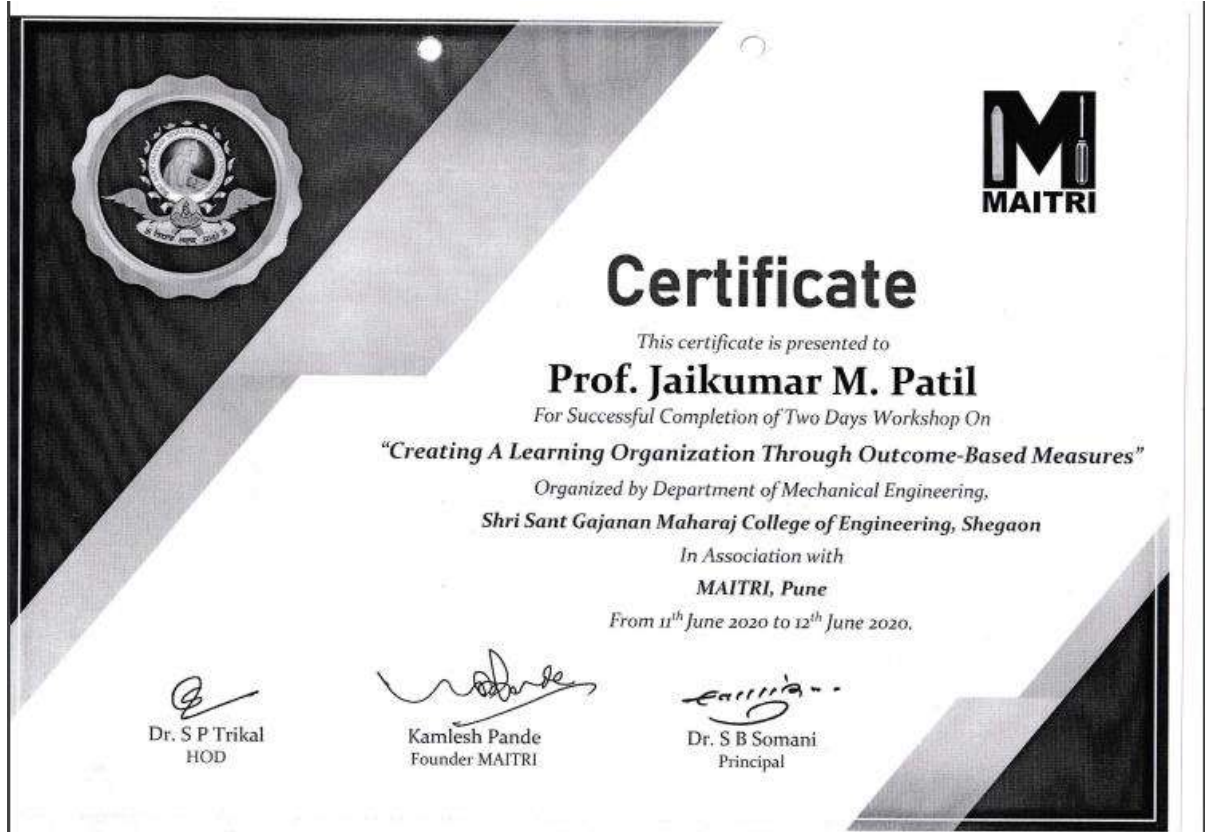 MAITRI
Certificate
This certificate is presented to
Prof. Jaikumar M. Patil
For Successful Completion of Two Days Workshop On
“Creating A Learning Organization Through Outcome-Based Measures”
Organized by Department of Mechanical Engineering,
Shri Sant Gajanan Maharaj College of Engineering, Shegaon
In Association with
MAITRI, Pune
From 11th June 2020 to 12th June 2020.
Dr. S P Trikal
HOD
Kamlesh Pande
Founder MAITRI
Dr. S B Somani
Principal